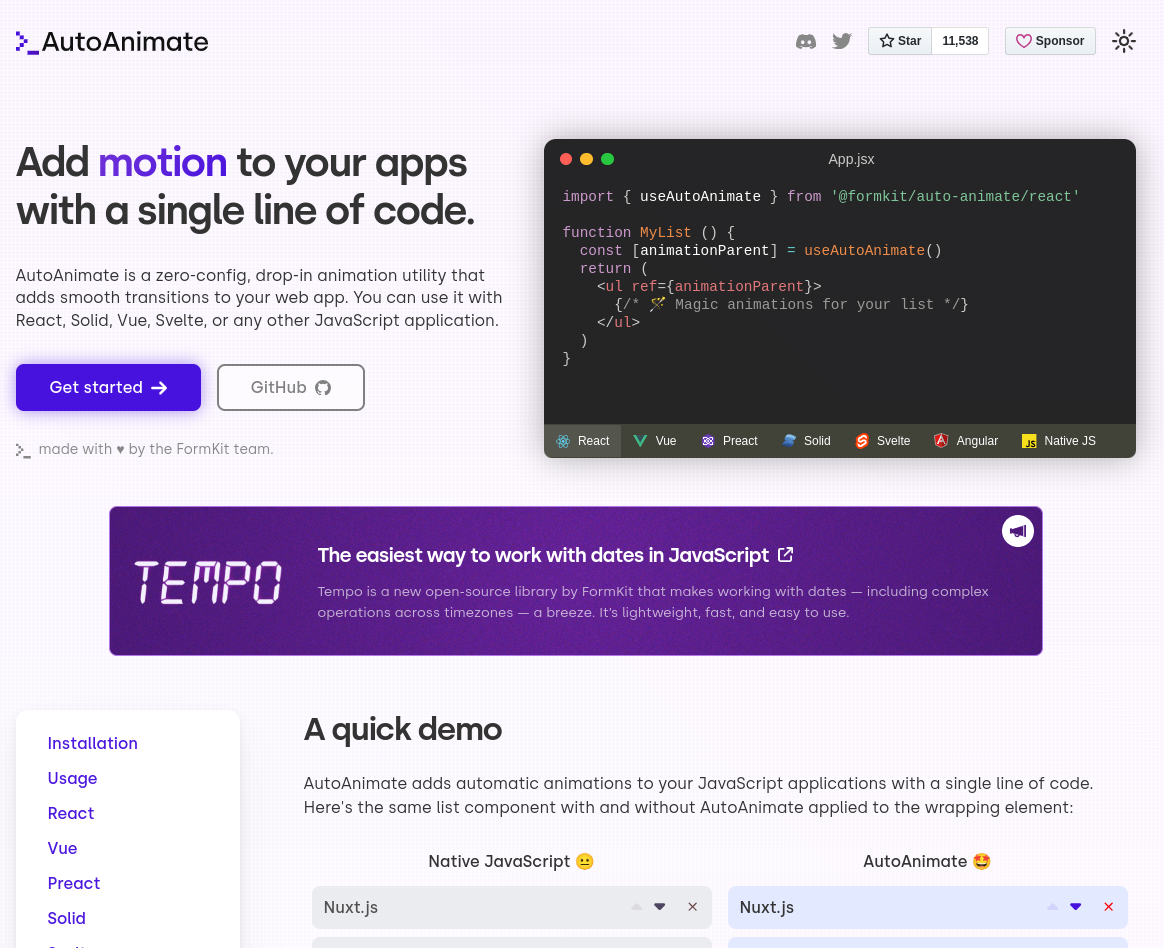 AutoAnimate
Star
11,538
Sponsor
Add motion to your apps
with a single line of code.
AutoAnimate is a zero-config, drop-in animation utility that
adds smooth transitions to your web app. You can use it with
React, Solid, Vue, Svelte, or any other JavaScript application.
Get started
GitHub
made with ♥ by the FormKit team.
App.jsx
import { useAutoAnimate } from '@formkit/auto-animate/react'
function MyList () {
const [animationParent] = useAutoAnimate()
return (
<ul ref={animationParent}>
{/* 🪄 Magic animations for your list */}
</ul>
)
}
React
Vue
Preact
Solid
Svelte
Angular
JS Native JS
TEMPO
The easiest way to work with dates in JavaScript
Tempo is a new open-source library by FormKit that makes working with dates — including complex
operations across timezones — a breeze. It's lightweight, fast, and easy to use.
Installation
Usage
React
Vue
Preact
Solid
A quick demo
AutoAnimate adds automatic animations to your JavaScript applications with a single line of code.
Here's the same list component with and without AutoAnimate applied to the wrapping element:
Native JavaScript 😐
Nuxt.js
AutoAnimate 🤩
Nuxt.js